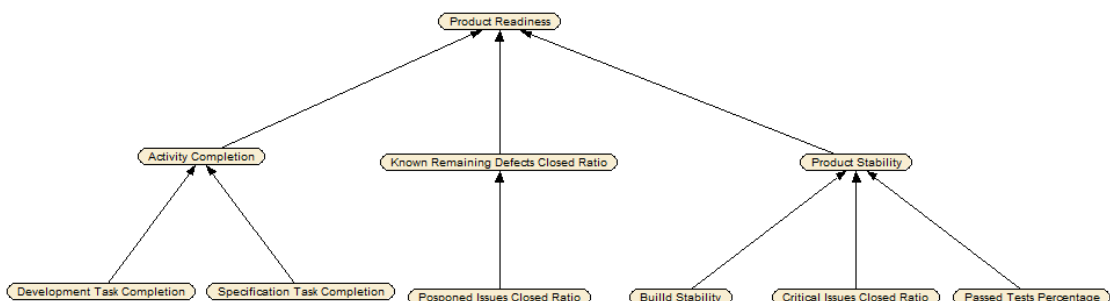 Product Readiness
Activity Completion
Known Remaining Defects Closed Ratio
Product Stability
Development Task Completion
Specification Task Completion
Posponed Issues Closed Ratio
Builld Stability
Critical Issues Closed Ratio
Passed Tests Percentage